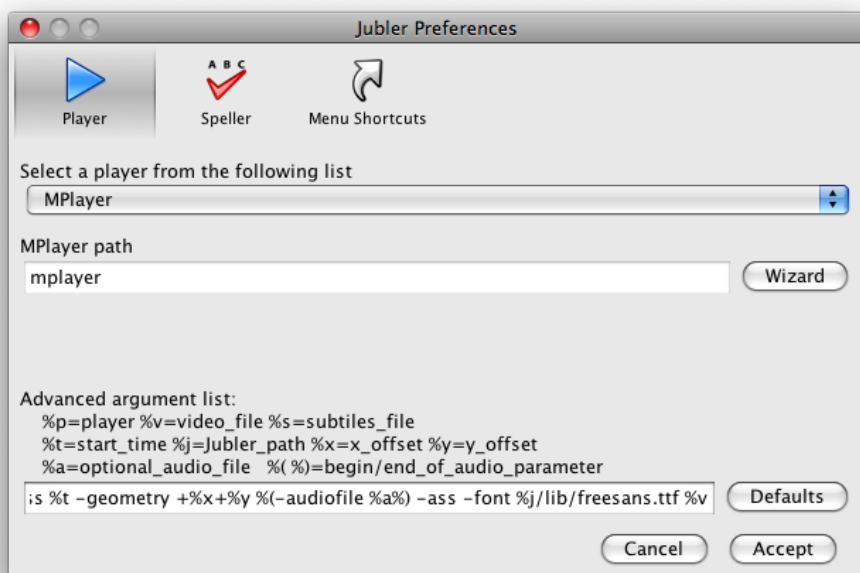 Jubler Preferences
A B C
Player Speller Menu Shortcuts
Select a player from the following list
MPlayer
MPlayer path
mplayer Wizard
Advanced argument list:
%p=player %v=video_file %s=subtiles_file
%t=start_time %j=Jubler_path %x=x_offset %y=y_offset
%a=optional_audio_file %( %)=begin/end_of_audio_parameter
%t -geometry +%x+%y %(-audiofile %a%) -ass -font %j/lib/freesans.ttf %v Defaults
Cancel Accept